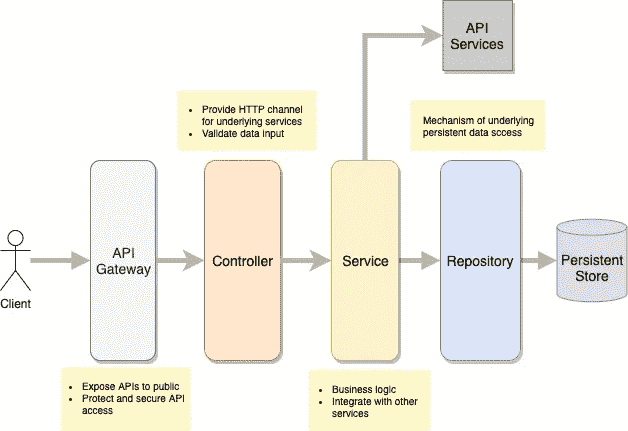 API
Services
• Provide HTTP channel
for underlying services
• Validate data input
Mechanism of underlying
persistent data sccess
Client
API
Gateway
Controller
Service
Repository
Persistent
Store
• Expose APIs to public
• Protect and secure API
access
• Business logic
• Integrate with other
services